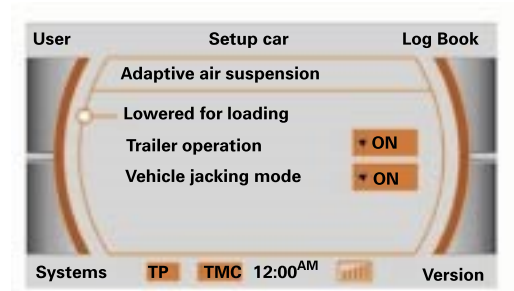 User Setup car Log Book
Adaptive air suspension
Lowered for loading
Trailer operation ON
Vehicle jacking mode ON
Systems TP TMC 12:00AM Version